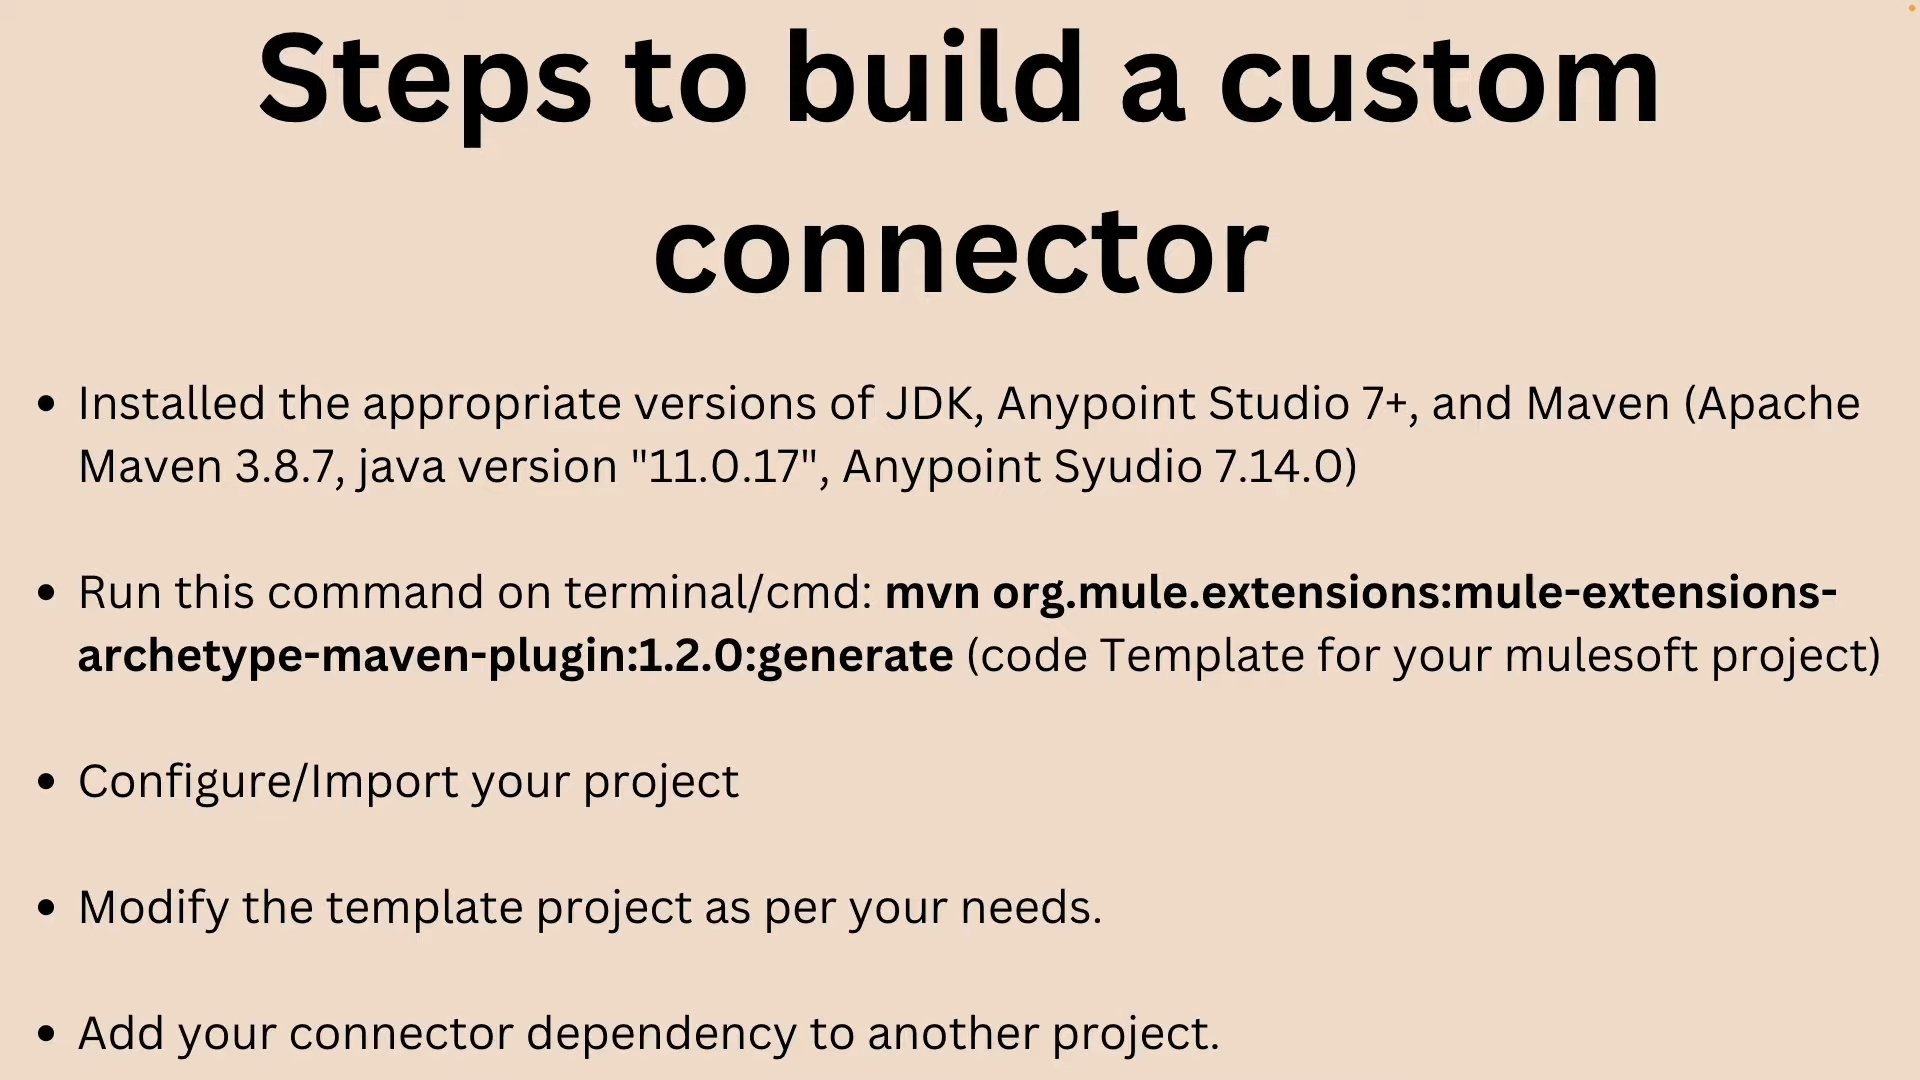 Steps to build a custom
connector
• Installed the appropriate versions of JDK, Anypoint Studio 7+, and Maven (Apache
Maven 3.8.7, java version "11.0.17", Anypoint Syudio 7.14.0)
• Run this command on terminal/cmd: mvn org.mule.extensions:mule-extensions-
archetype-maven-plugin:1.2.0:generate (code Template for your mulesoft project)
• Configure/Import your project
• Modify the template project as per your needs.
• Add your connector dependency to another project.